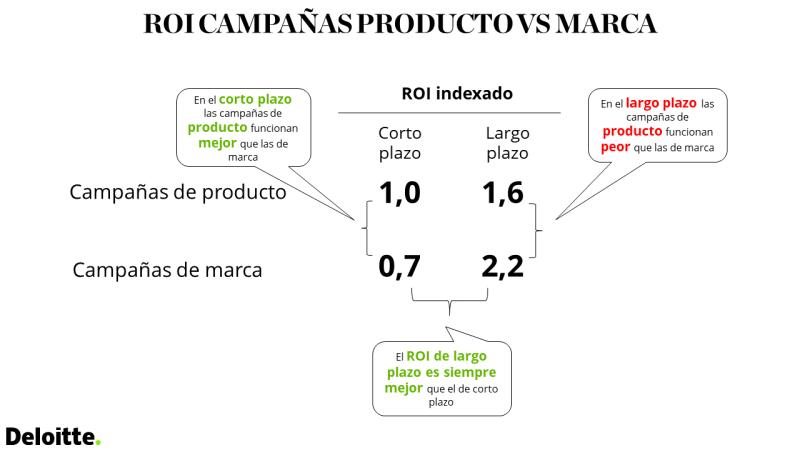 ROI CAMPAÑAS PRODUCTO VS MARCA
En el corto plazo
las campañas de
producto funcionan
mejor que las de
marca
ROI indexado
En el largo plazo las
campañas de
producto funcionan
peor que las de marca
Corto
plazo
Largo
plazo
Campañas de producto
1,0
1,6
Campañas de marca
0,7
2,2
El ROI de largo
plazo es siempre
mejor que el de corto
plazo
Deloitte.